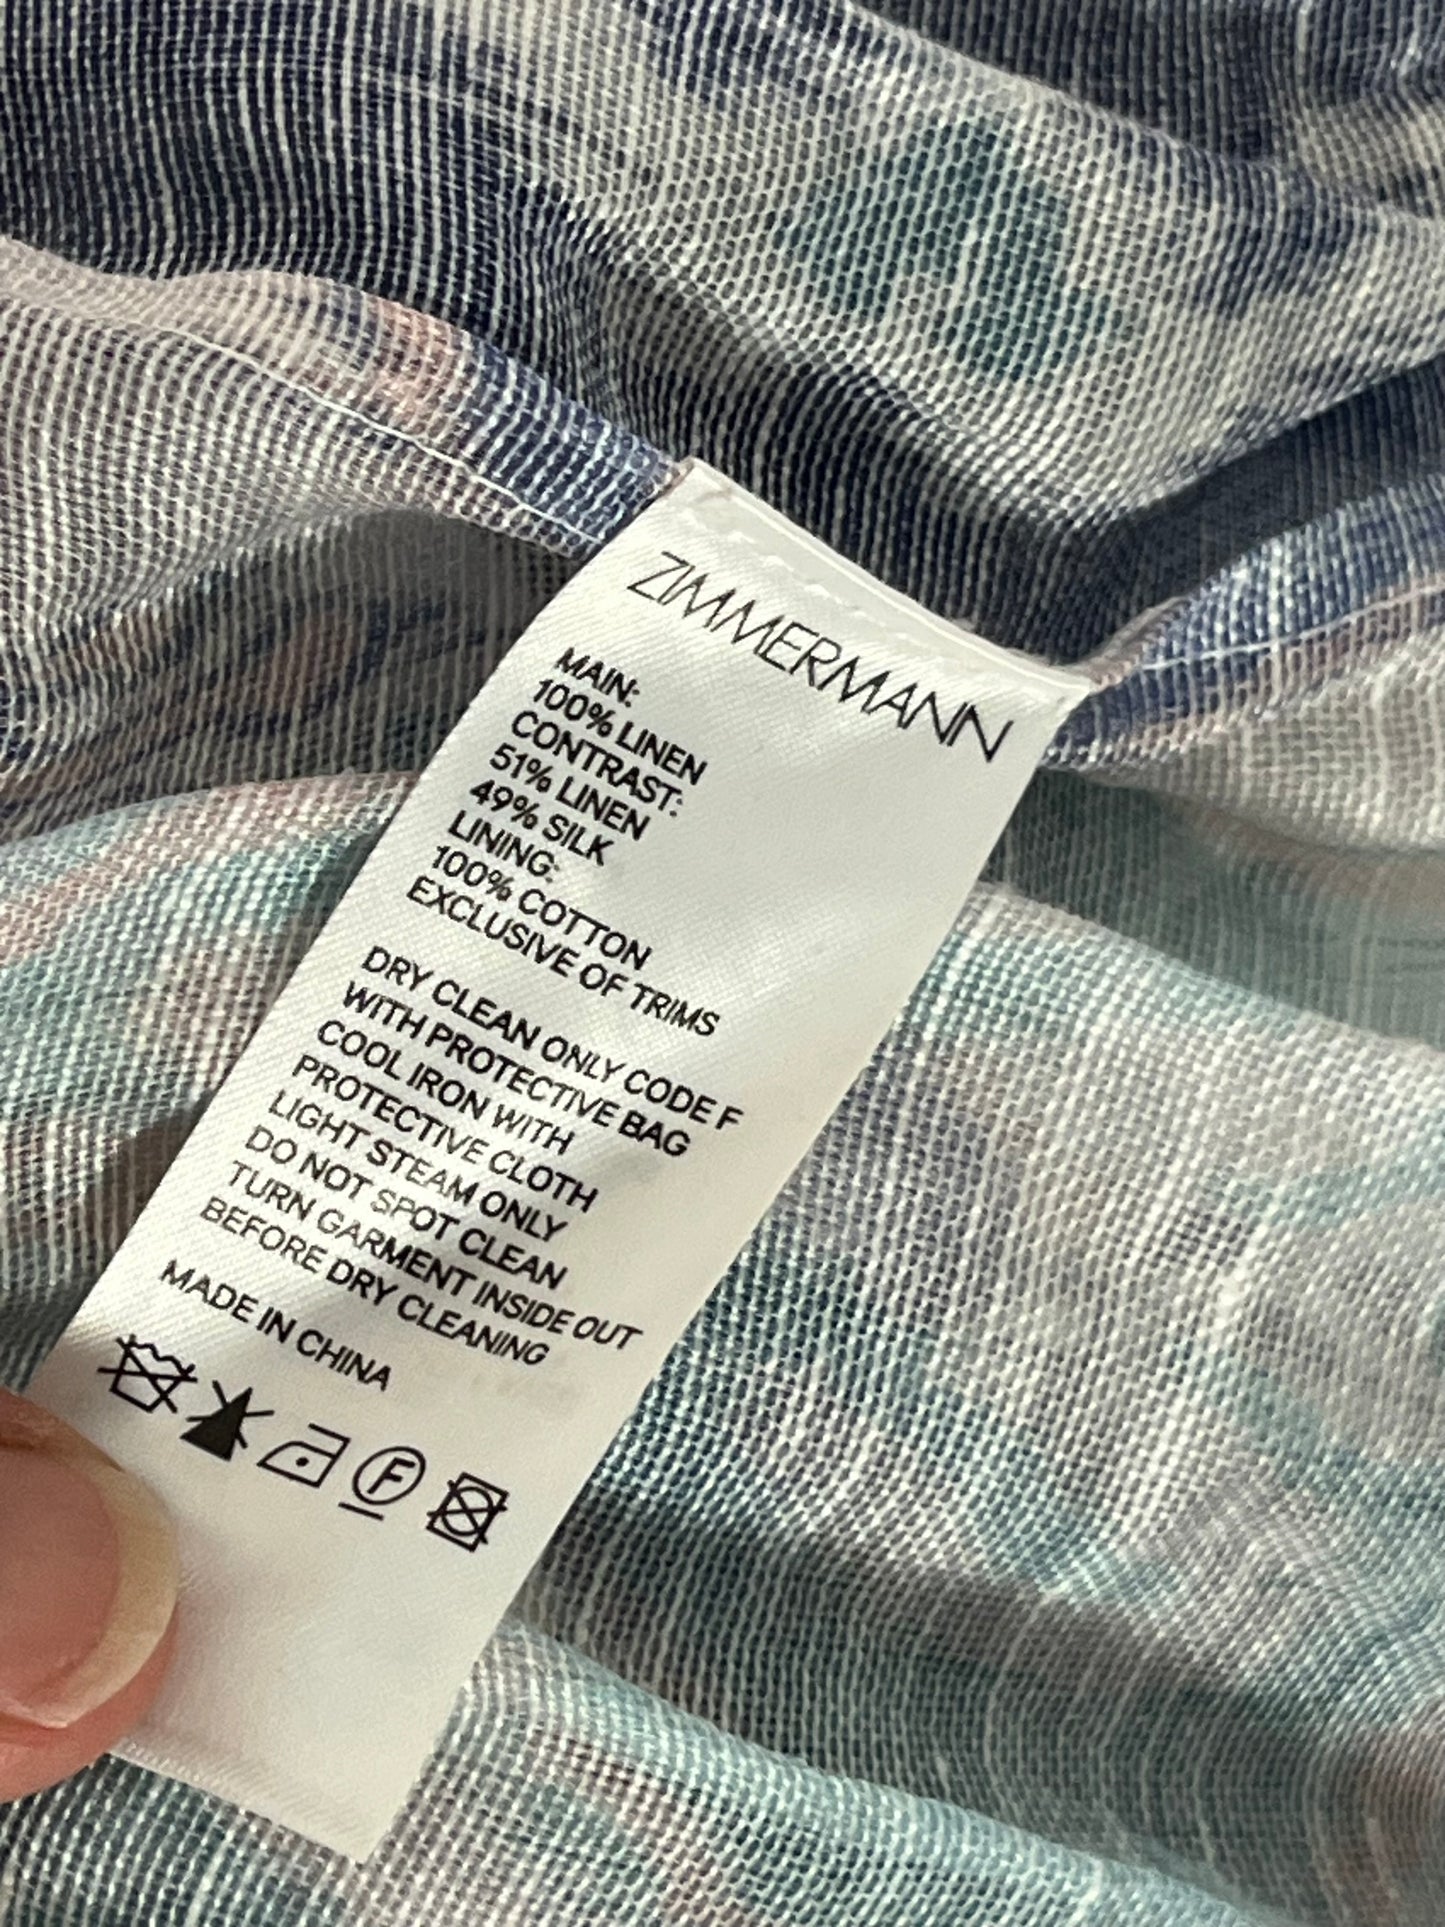 ZIMMERMANN
MAIN:
100% LINEN
CONTRAST:
51% LINEN
49% SILK
LINING:
100% COTTON
EXCLUSIVE OF TRIMS
DRY CLEAN ONLY CODE F
WITH PROTECTIVE BAG
COOL IRON WITH
PROTECTIVE CLOTH
LIGHT STEAM ONLY
DO NOT SPOT CLEAN
TURN GARMENT INSIDE OUT
BEFORE DRY CLEANING
MADE IN CHINA
F